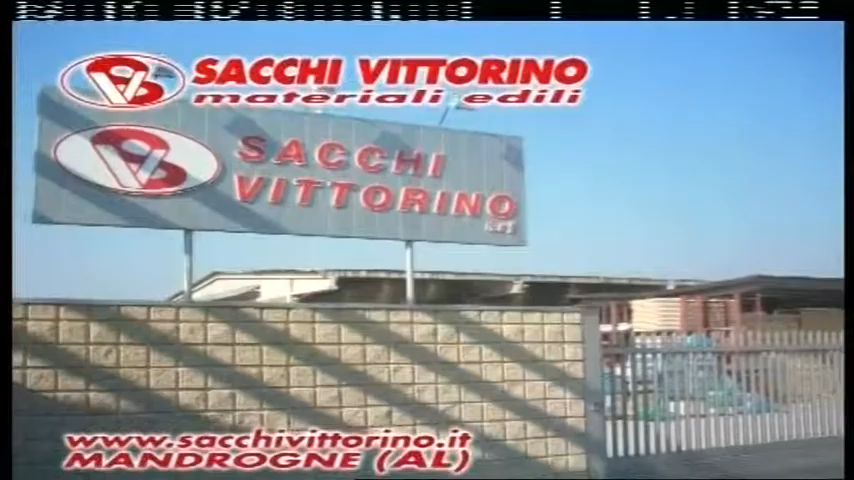 SACCHI VITTORINO
materiali edili
SACCHI
VITTORINO
www.sacchivittorino.it
MANDROGNE (AL)